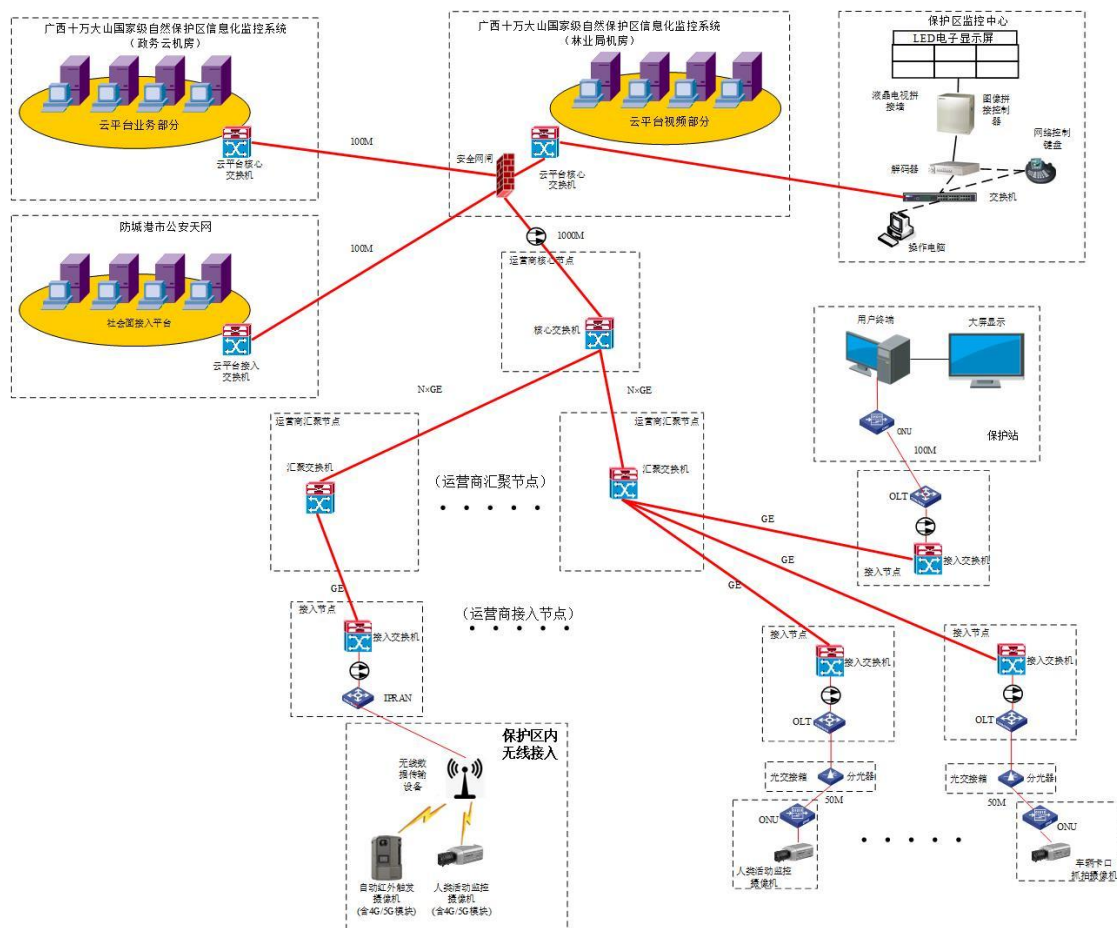 广西十万大山国家级自然保护区信息化监控系统
（政务云机房）
云平台业务部分
云平台核心
交换机
100M
广西十万大山国家级自然保护区信息化监控系统
（林业局机房）
云平台视频部分
安全网闸
云平台核心
交换机
保护区监控中心
LED电子显示屏
液晶电视拼
接墙
图像拼
接控制
器
网络控制
键盘
解码器
交换机
操作电脑
防城港市公安天网
社会面接入平台
云平台接入
交换机
100M
1000M
运营商核心节点
核心交换机
N×GE
N×GE
用户终端
大屏显示
ONU
保护站
100M
运营商汇聚节点
汇聚交换机
（运营商汇聚节点）
• • • • •
运营商汇聚节点
汇聚交换机
OLT
接入节点
接入交换机
GE
GE
GE
GE
（运营商接入节点）
• • • • •
接入节点
接入交换机
IPRAN
接入节点
接入交换机
OLT
接入节点
接入交换机
OLT
保护区内
无线接入
无线数
据传输
设备
自动红外触发
摄像机
(含4G/5G模块)
人类活动监控
摄像机
(含4G/5G模块)
光交接箱
分光器
50M
ONU
人类活动监控
摄像机
• • • • •
光交接箱
分光器
50M
ONU
车辆卡口
抓拍摄像机